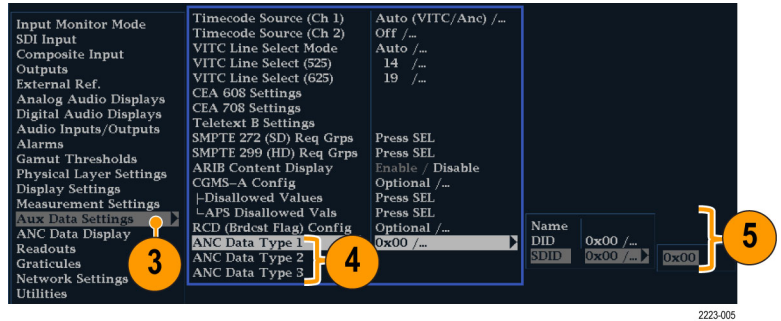 Input Monitor Mode
SDI Input
Composite Input
Outputs
External Ref.
Analog Audio Displays
Digital Audio Displays
Audio Inputs/Outputs
Alarms
Gamut Thresholds
Physical Layer Settings
Display Settings
Measurement Settings
Aux Data Settings
ANC Data Display
Readouts
Graticules
Network Settings
Utilities
3
Timecode Source (Ch 1) Auto (VITC/Anc) /...
Timecode Source (Ch 2) Off /...
VITC Line Select Mode Auto /...
VITC Line Select (525) 14 /...
VITC Line Select (625) 19 /...
CEA 608 Settings
CEA 708 Settings
Teletext B Settings
SMPTE 272 (SD) Req Grps Press SEL
SMPTE 299 (HD) Req Grps Press SEL
ARIB Content Display Enable / Disable
CGMS-A Config Optional /...
├Disallowed Values Press SEL
└APS Disallowed Vals Press SEL
RCD (Brdcst Flag) Config Optional /...
ANC Data Type 1 0x00 /...
ANC Data Type 2
ANC Data Type 3
4
Name
DID 0x00 /...
SDID 0x00 /... 0x00
5
2223-005